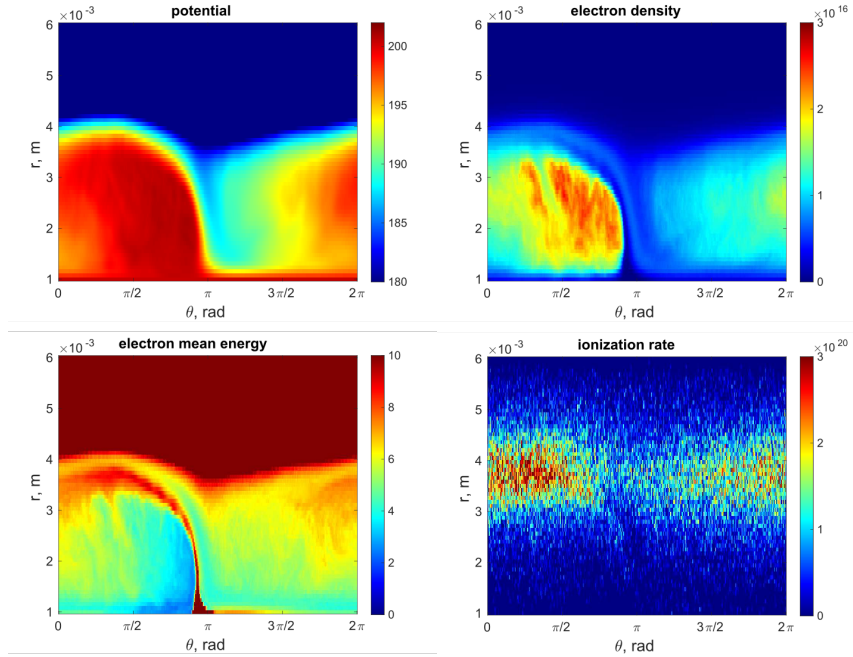 potential
×10⁻³
r, m
6
5
4
3
2
1
0
π/2
π
3π/2
2π
θ, rad
200
195
190
185
180
electron density
×10⁻³
r, m
6
5
4
3
2
1
0
π/2
π
3π/2
2π
θ, rad
×10¹⁶
3
2
1
0
electron mean energy
×10⁻³
r, m
6
5
4
3
2
1
0
π/2
π
3π/2
2π
θ, rad
10
8
6
4
2
0
ionization rate
×10⁻³
r, m
6
5
4
3
2
1
0
π/2
π
3π/2
2π
θ, rad
×10²⁰
3
2
1
0